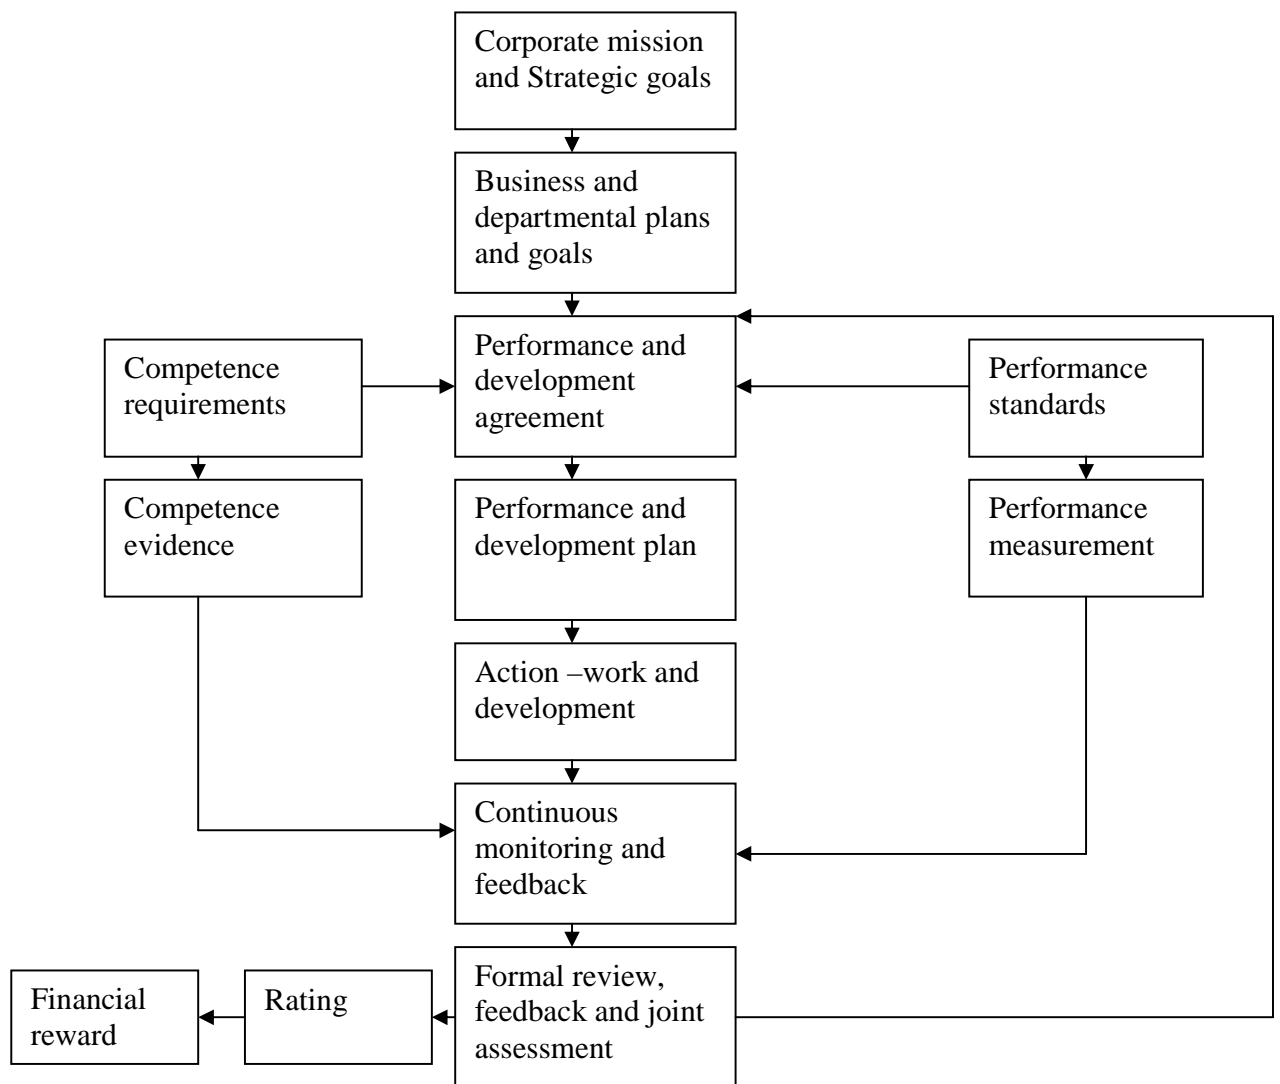 Corporate mission
and Strategic goals
Business and
departmental plans
and goals
Competence
requirements
Performance and
development
agreement
Performance
standards
Competence
evidence
Performance and
development plan
Performance
measurement
Action –work and
development
Continuous
monitoring and
feedback
Financial
reward
Rating
Formal review,
feedback and joint
assessment